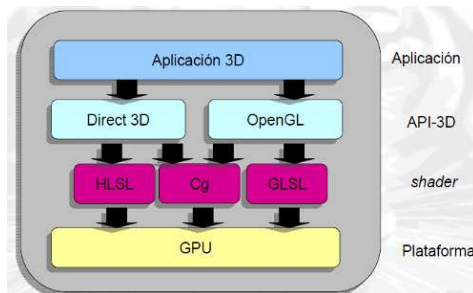 Aplicación 3D
Aplicación
Direct 3D
OpenGL
API-3D
HLSL
Cg
GLSL
shader
GPU
Plataforma